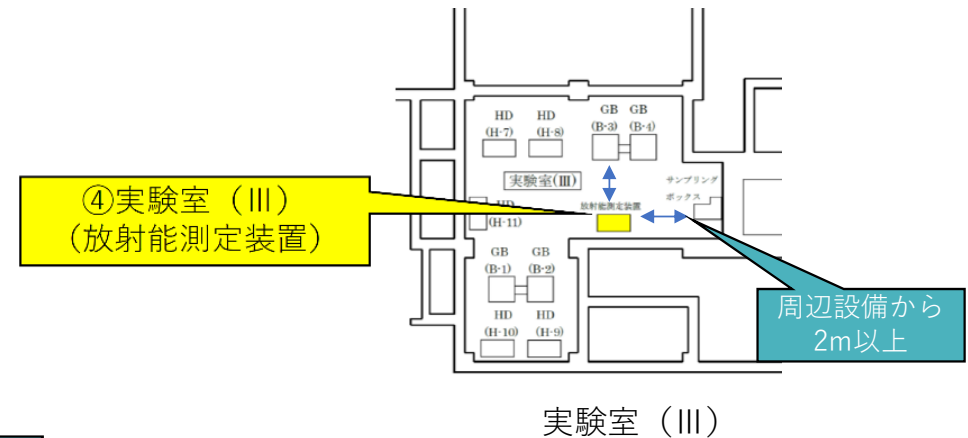 HD HD GB GB
(H-7) (H-8) (B-3) (B-4)
実験室(Ⅲ)
サンプリング
ボックス
放射能測定装置
④実験室（Ⅲ）
（放射能測定装置）
HD
(H-11)
GB GB
(B-1) (B-2)
HD HD
(H-10) (H-9)
周辺設備から
2m以上
実験室（Ⅲ）